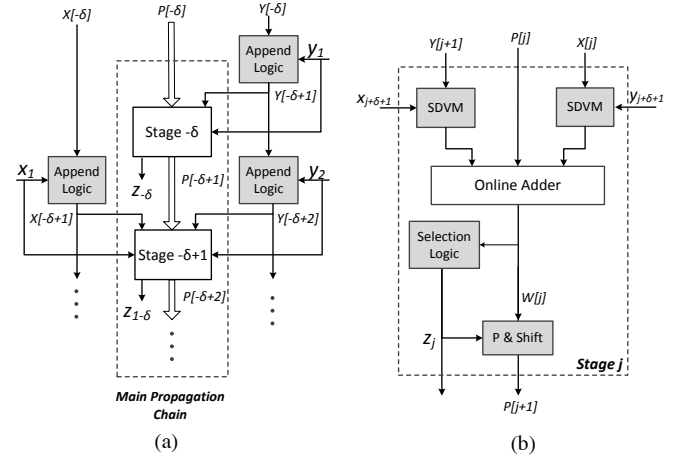 X[-δ]
P[-δ]
Y[-δ]
Append Logic
y1
Y[-δ+1]
Stage -δ
x1
Append Logic
z-δ
P[-δ+1]
Append Logic
y2
X[-δ+1]
Y[-δ+2]
Stage -δ+1
z1-δ
P[-δ+2]
Main Propagation Chain
(a)
Y[j+1]
P[j]
X[j]
xj+δ+1
SDVM
SDVM
yj+δ+1
Online Adder
Selection Logic
W[j]
zj
P & Shift
Stage j
P[j+1]
(b)